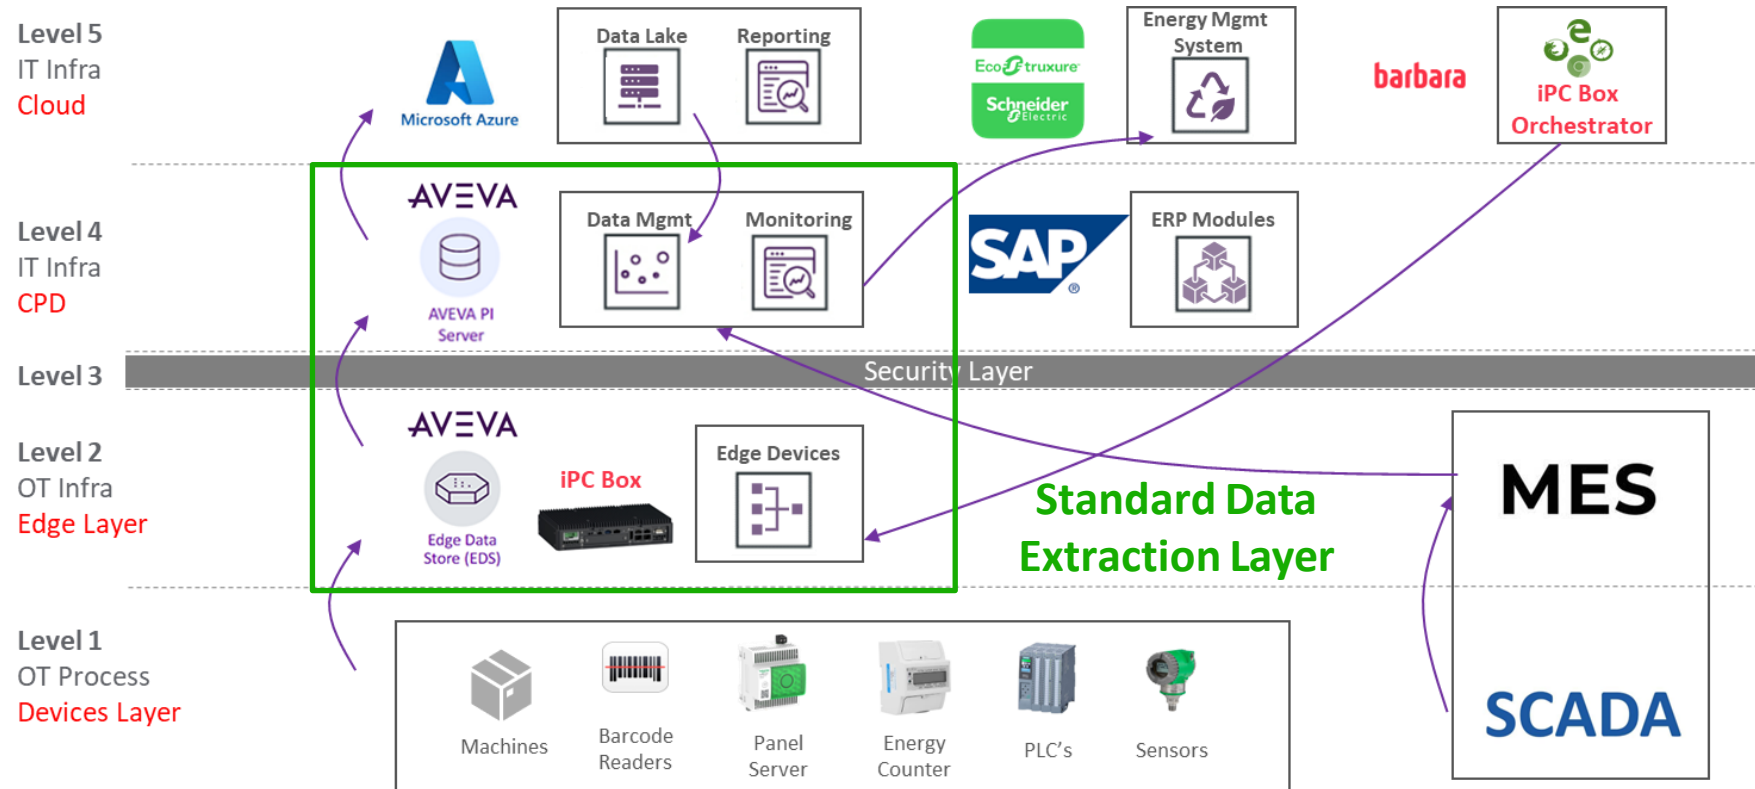 Level 5
IT Infra
Cloud
Microsoft Azure
Data Lake
Reporting
EcoStruxure
Schneider
Electric
Energy Mgmt
System
barbara
iPC Box
Orchestrator
Level 4
IT Infra
CPD
AVEVA
AVEVA PI
Server
Data Mgmt
Monitoring
SAP
®
ERP Modules
Level 3
Security Layer
Level 2
OT Infra
Edge Layer
AVEVA
Edge Data
Store (EDS)
iPC Box
Edge Devices
Standard Data
Extraction Layer
MES
Level 1
OT Process
Devices Layer
Machines
Barcode
Readers
Panel
Server
Energy
Counter
PLC's
Sensors
SCADA